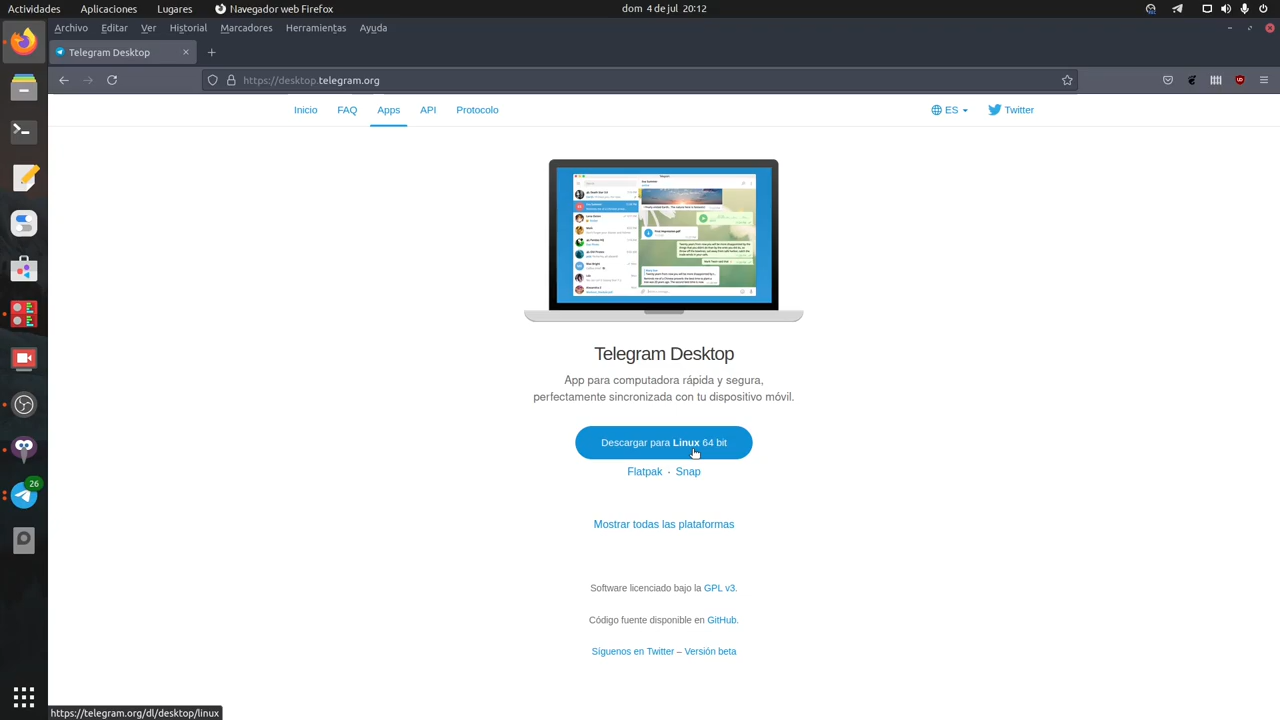 Actividades Aplicaciones Lugares Navegador web Firefox dom 4 de jul 20:12
Archivo Editar Ver Historial Marcadores Herramientas Ayuda
Telegram Desktop
https://desktop.telegram.org
Inicio FAQ Apps API Protocolo ES Twitter
Telegram Desktop
App para computadora rápida y segura,
perfectamente sincronizada con tu dispositivo móvil.
Descargar para Linux 64 bit
Flatpak · Snap
26
Mostrar todas las plataformas
Software licenciado bajo la GPL v3.
Código fuente disponible en GitHub.
Síguenos en Twitter – Versión beta
https://telegram.org/dl/desktop/linux